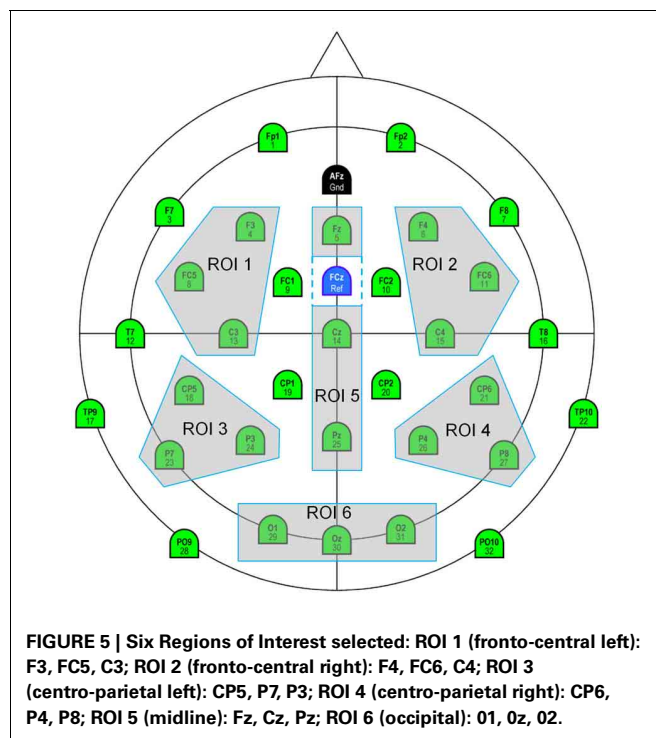 Fp1
1
Fp2
2
AFz
Gnd
F7
3
F3
4
Fz
5
F4
6
F8
7
ROI 1
ROI 2
FC5
8
FC1
9
FCz
Ref
FC2
10
FC6
11
T7
12
C3
13
Cz
14
C4
15
T8
16
TP9
17
CP5
18
CP1
19
CP2
20
CP6
21
TP10
22
ROI 5
ROI 3
ROI 4
P7
23
P3
24
Pz
25
P4
26
P8
27
ROI 6
PO9
28
O1
29
Oz
30
O2
31
PO10
32
FIGURE 5 | Six Regions of Interest selected: ROI 1 (fronto-central left):
F3, FC5, C3; ROI 2 (fronto-central right): F4, FC6, C4; ROI 3
(centro-parietal left): CP5, P7, P3; ROI 4 (centro-parietal right): CP6,
P4, P8; ROI 5 (midline): Fz, Cz, Pz; ROI 6 (occipital): 01, 0z, 02.